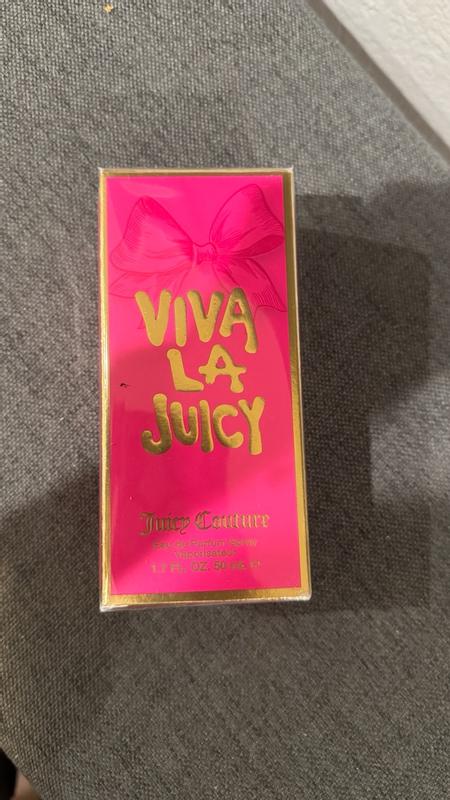 VIVA
LA
JUICY
Juicy Couture
Eau de Parfum Spray
Vaporisateur
1.7 FL. OZ. 50 mL ℮